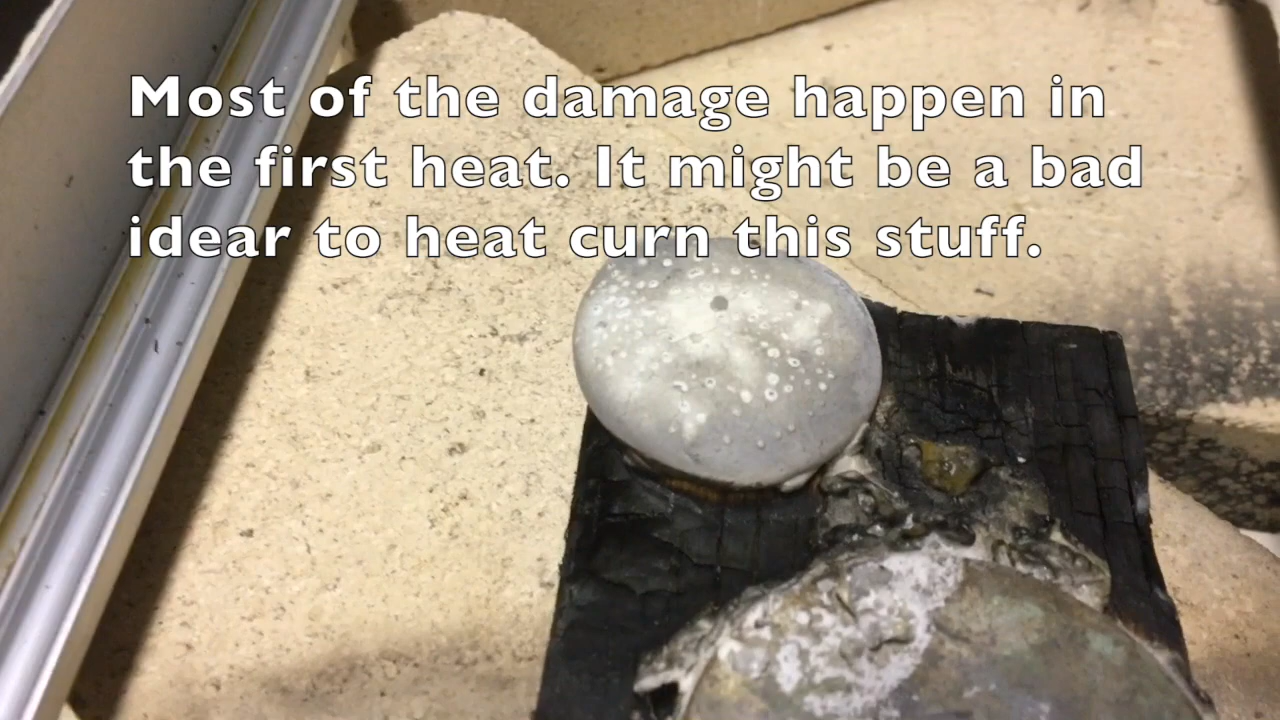 Most of the damage happen in
the first heat. It might be a bad
idear to heat curn this stuff.